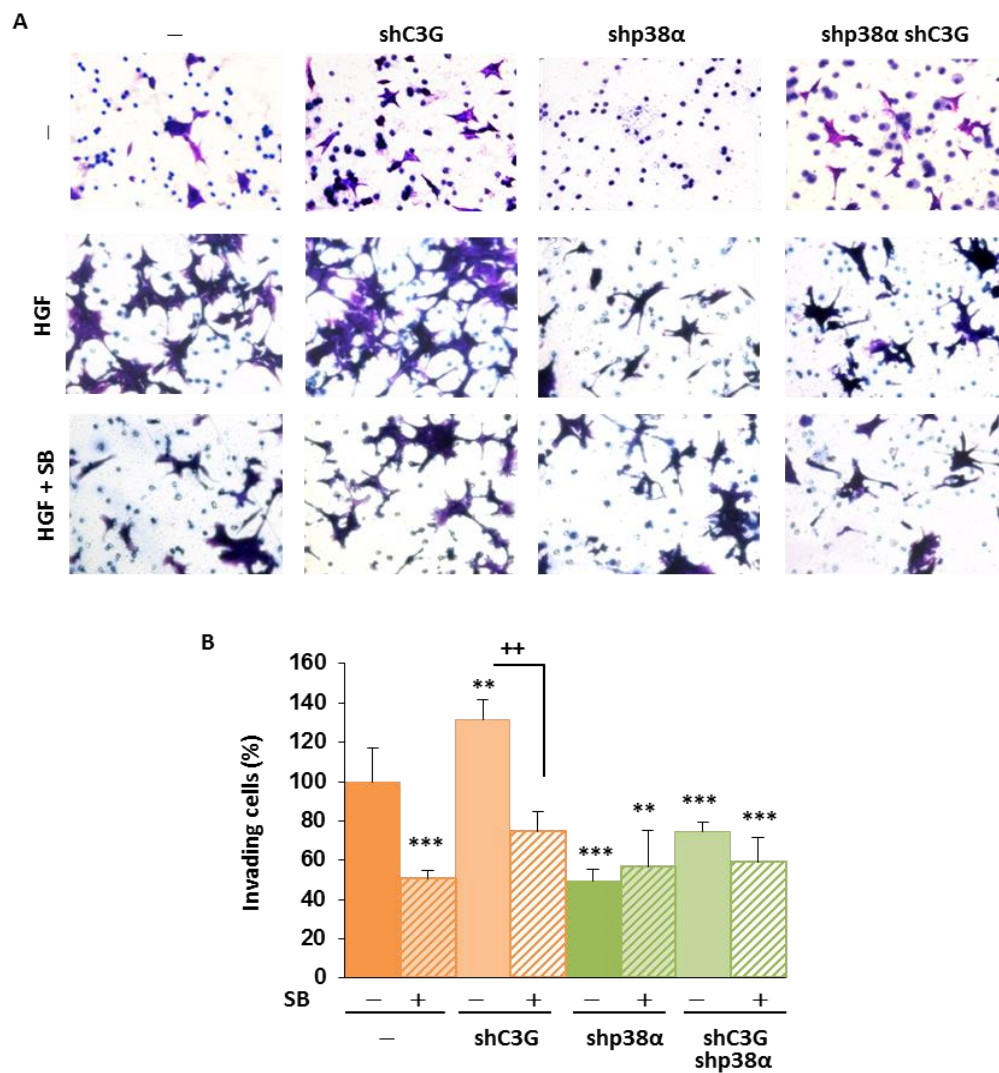 A
— shC3G shp38α shp38α shC3G
—
HGF
HGF + SB
B
++
160
140
120
100
80
60
40
20
0
Invading cells (%)
*** ** *** ** *** ***
SB — + — + — + — +
— shC3G shp38α shC3G
shp38α